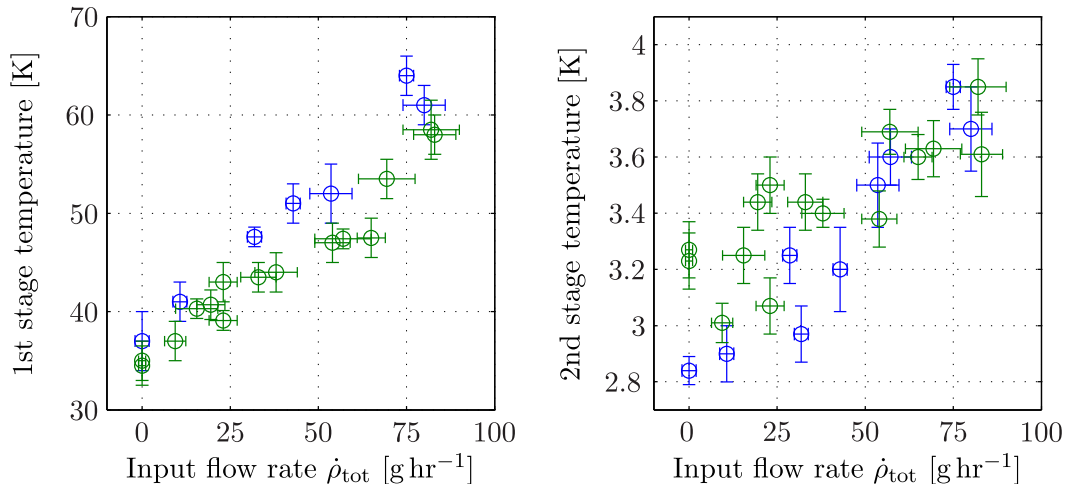 70
60
50
40
30
0 25 50 75 100
1st stage temperature [K]
Input flow rate ρ̇tot [g hr⁻¹]
4
3.8
3.6
3.4
3.2
3
2.8
0 25 50 75 100
2nd stage temperature [K]
Input flow rate ρ̇tot [g hr⁻¹]